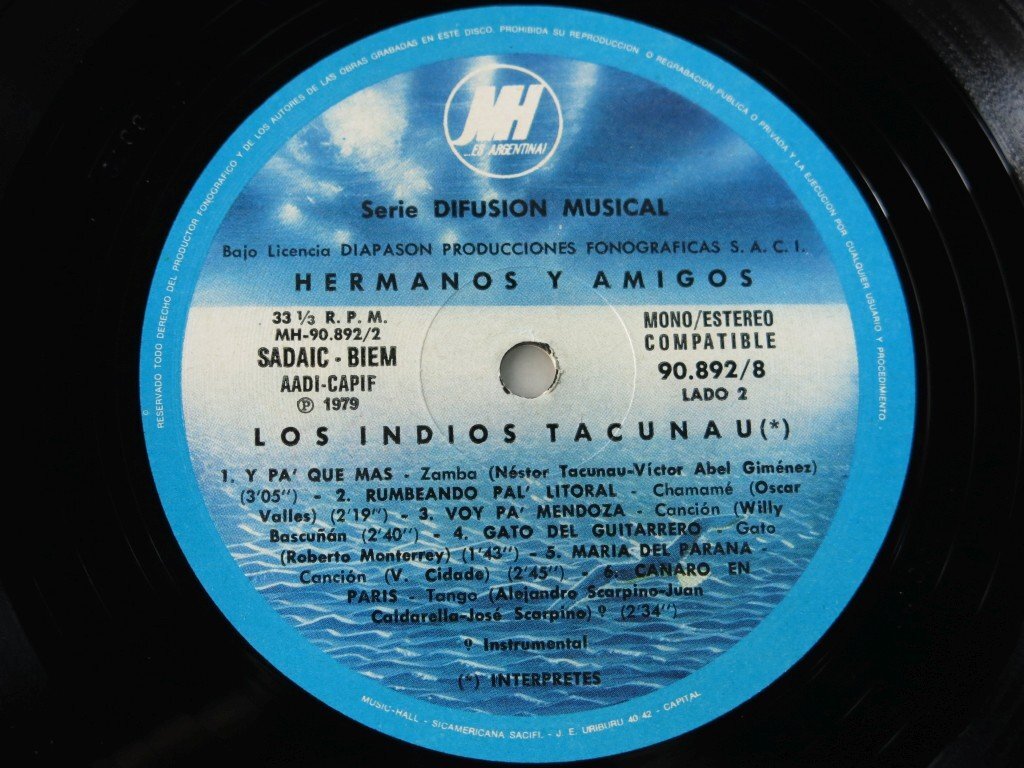 RESERVADO TODO DERECHO DEL PRODUCTOR FONOGRAFICO Y DE LOS AUTORES DE LAS OBRAS GRABADAS EN ESTE DISCO. PROHIBIDA SU REPRODUCCION O REGRABACION PUBLICA O PRIVADA Y LA EJECUCION POR CUALQUIER USUARIO Y PROCEDIMIENTO.
MH
...ES ARGENTINA!
Serie DIFUSION MUSICAL
Bajo Licencia DIAPASON PRODUCCIONES FONOGRAFICAS S. A. C. I.
HERMANOS Y AMIGOS
33 1/3 R. P. M.
MH-90.892/2
SADAIC - BIEM
AADI-CAPIF
Ⓟ 1979
MONO/ESTEREO
COMPATIBLE
90.892/8
LADO 2
LOS INDIOS TACUNAU(*)
1. Y PA' QUE MAS - Zamba (Néstor Tacunau-Víctor Abel Giménez)
(3'05") - 2. RUMBEANDO PAL' LITORAL - Chamamé (Oscar
Valles) (2'19") - 3. VOY PA' MENDOZA - Canción (Willy
Bascuñán (2'40") - 4. GATO DEL GUITARRERO - Gato
(Roberto Monterrey) (1'43") - 5. MARIA DEL PARANA -
Canción (V. Cidade) (2'45") - 6. CANARO EN
PARIS - Tango (Alejandro Scarpino-Juan
Caldarella-José Scarpino) º (2'34")
º Instrumental
(*) INTERPRETES
MUSIC-HALL - SICAMERICANA SACIFI. - J. E. URIBURU 40/42 - CAPITAL